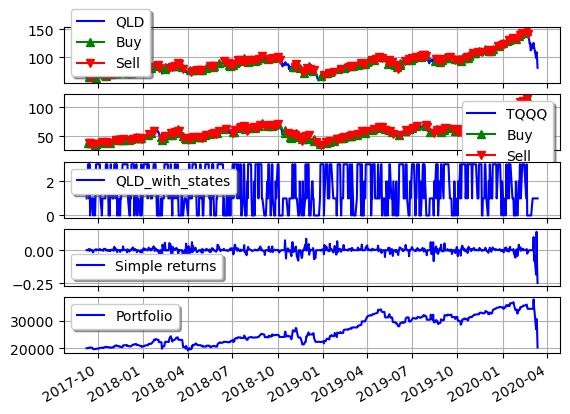 150
100
QLD
Buy
Sell
100
50
TQQQ
Buy
Sell
2
0
QLD_with_states
0.00
−0.25
Simple returns
30000
20000
Portfolio
2017-10 2018-01 2018-04 2018-07 2018-10 2019-01 2019-04 2019-07 2019-10 2020-01 2020-04